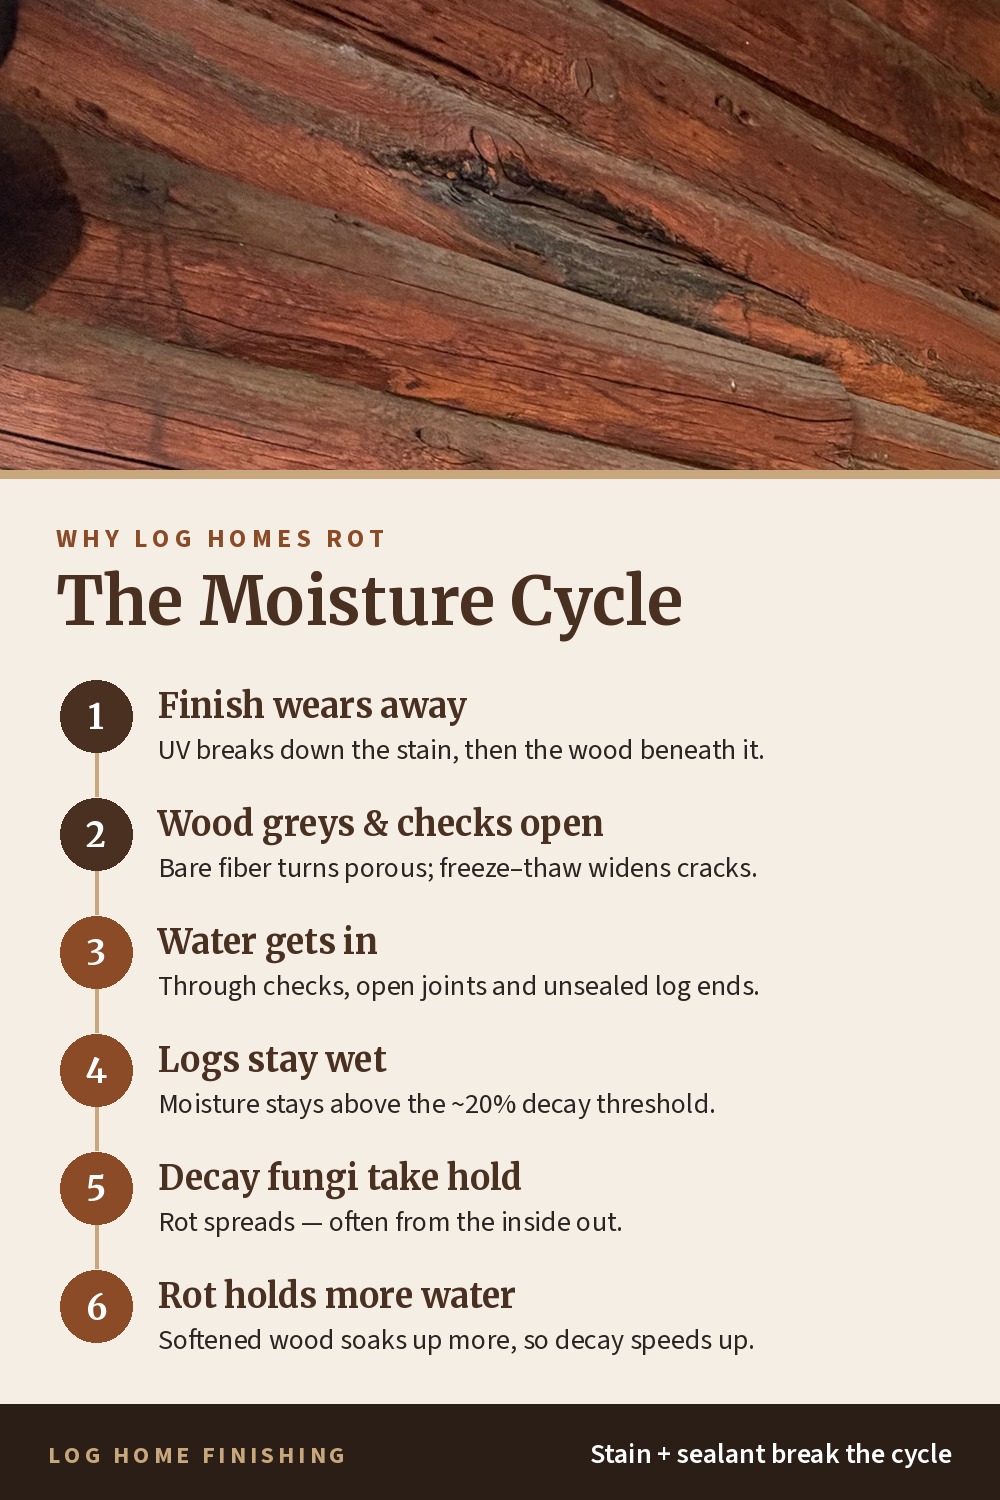 WHY LOG HOMES ROT
The Moisture Cycle
1
Finish wears away
UV breaks down the stain, then the wood beneath it.
2
Wood greys & checks open
Bare fiber turns porous; freeze–thaw widens cracks.
3
Water gets in
Through checks, open joints and unsealed log ends.
4
Logs stay wet
Moisture stays above the ~20% decay threshold.
5
Decay fungi take hold
Rot spreads — often from the inside out.
6
Rot holds more water
Softened wood soaks up more, so decay speeds up.
LOG HOME FINISHING
Stain + sealant break the cycle